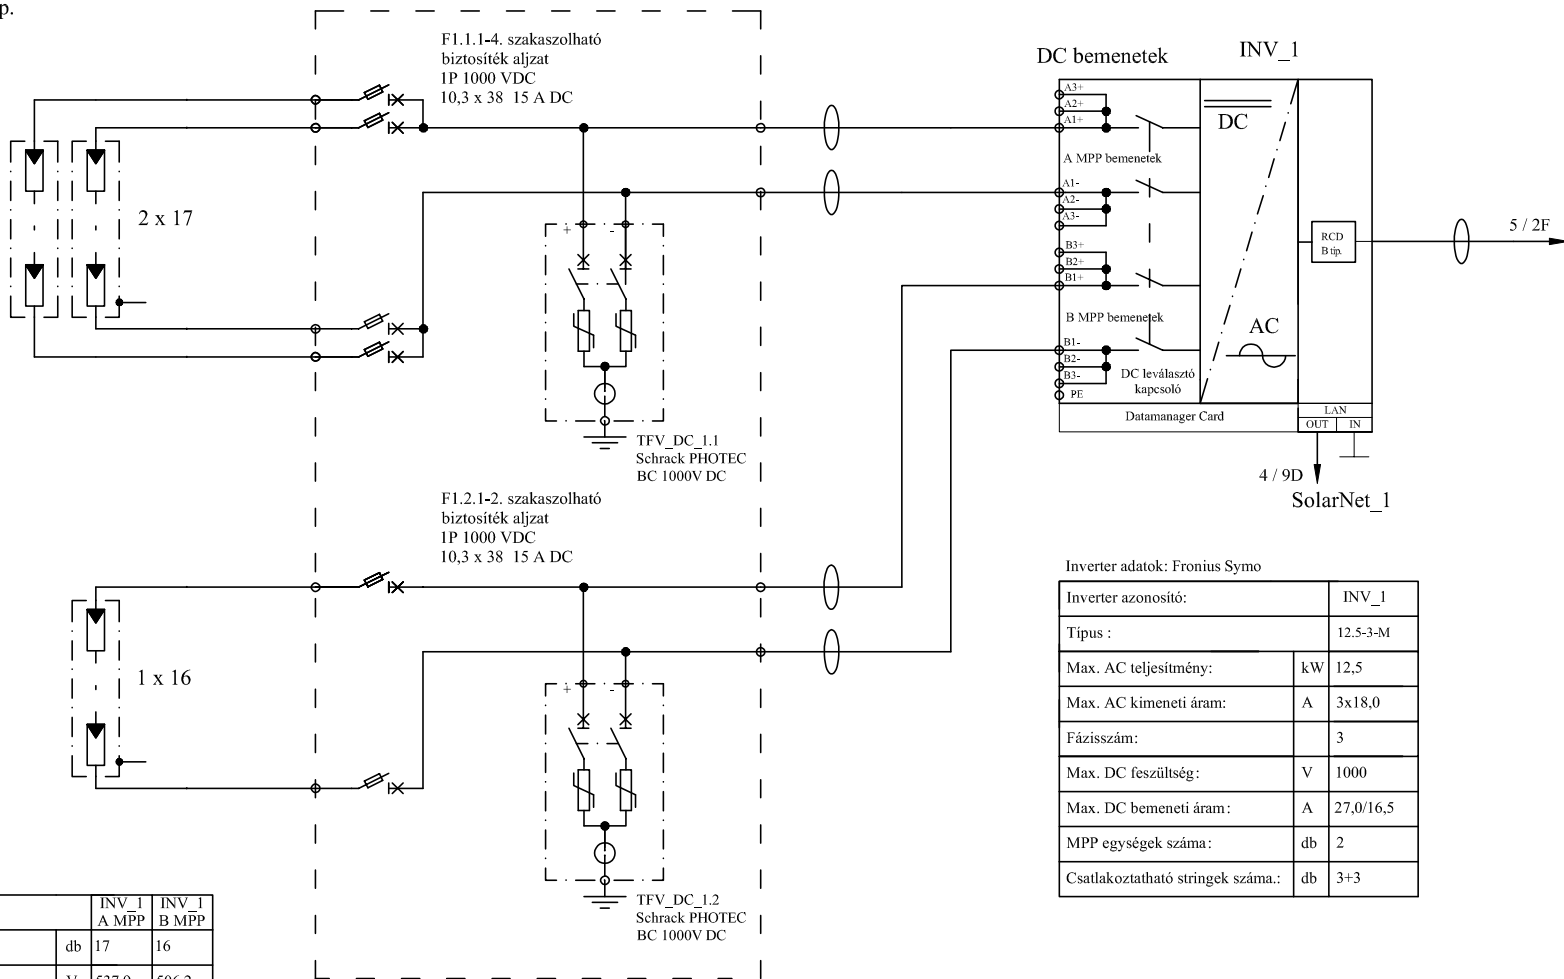 p.
F1.1.1-4. szakaszolható
biztosíték aljzat
1P 1000 VDC
10,3 x 38 15 A DC
2 x 17
+ -
TFV_DC_1.1
Schrack PHOTEC
BC 1000V DC
F1.2.1-2. szakaszolható
biztosíték aljzat
1P 1000 VDC
10,3 x 38 15 A DC
1 x 16
+ -
TFV_DC_1.2
Schrack PHOTEC
BC 1000V DC
DC bemenetek
INV_1
A3+
A2+
A1+
A MPP bemenetek
A1-
A2-
A3-
B3+
B2+
B1+
B MPP bemenetek
B1-
B2-
B3-
PE
DC leválasztó
kapcsoló
DC
AC
RCD
B típ.
5 / 2F
Datamanager Card
LAN
OUT IN
4 / 9D
SolarNet_1
Inverter adatok: Fronius Symo
Inverter azonosító: INV_1
Típus : 12.5-3-M
Max. AC teljesítmény: kW 12,5
Max. AC kimeneti áram: A 3x18,0
Fázisszám: 3
Max. DC feszültség: V 1000
Max. DC bemeneti áram: A 27,0/16,5
MPP egységek száma: db 2
Csatlakoztatható stringek száma.: db 3+3
INV_1 INV_1
A MPP B MPP
db 17 16
V 537,9 506,2